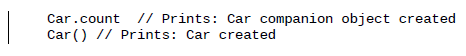 Car.count  // Prints: Car companion object created
Car() // Prints: Car created